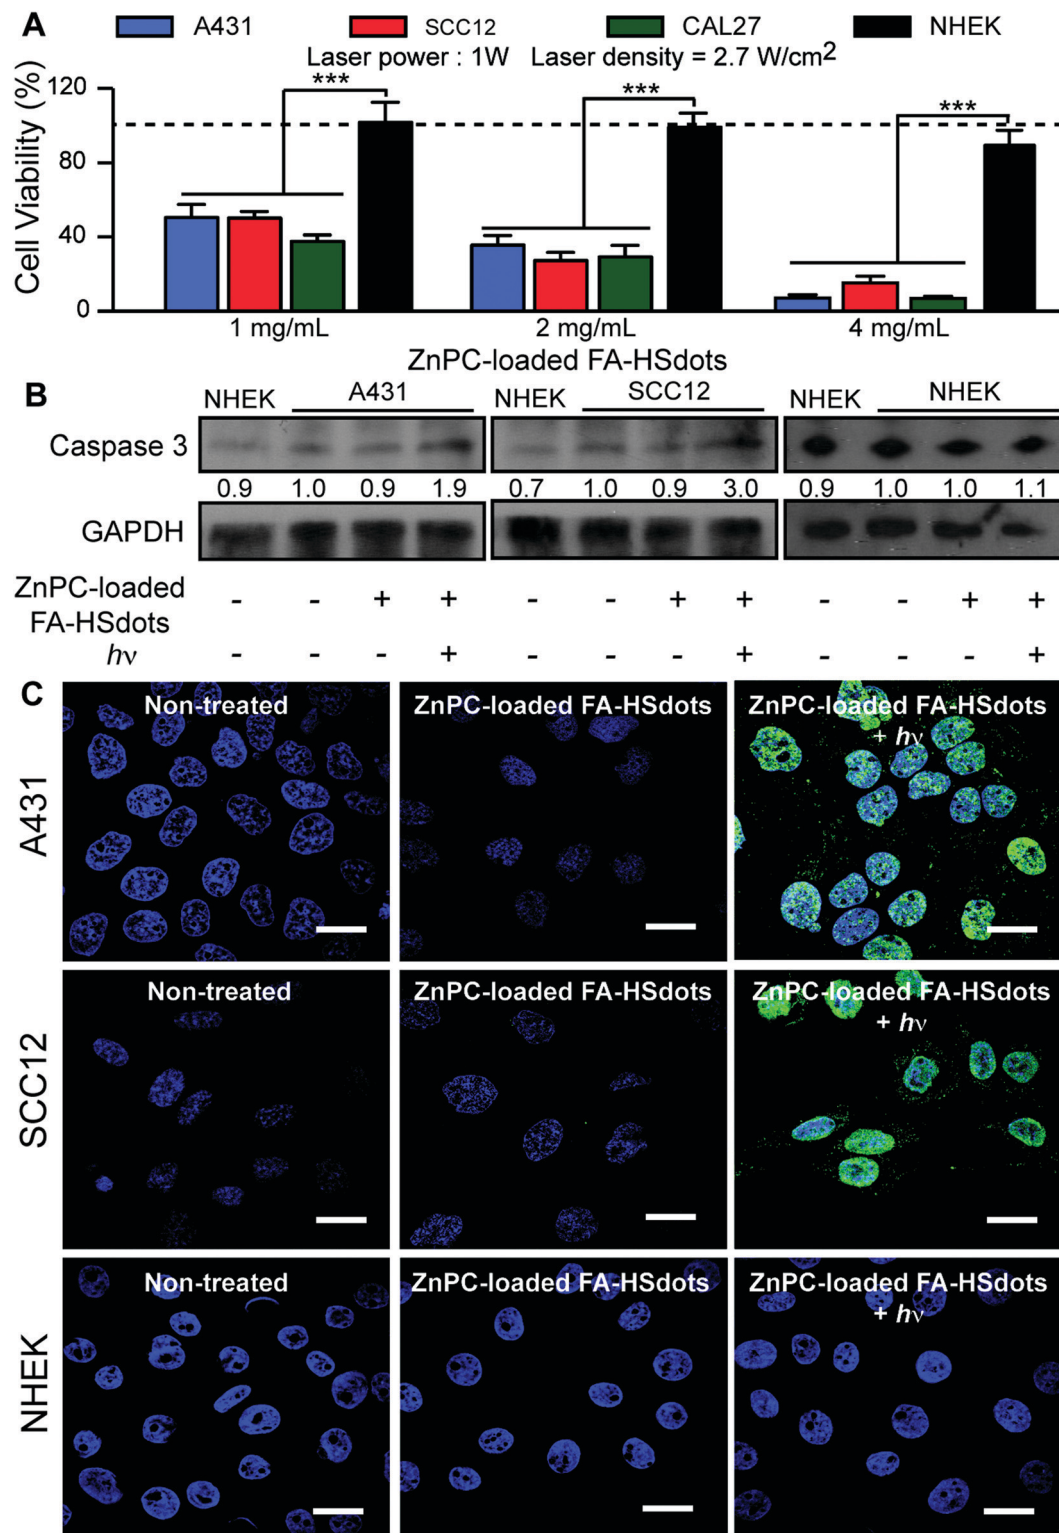 A A431 SCC12 CAL27 NHEK
Laser power : 1W Laser density = 2.7 W/cm²
Cell Viability (%)
120
80
40
0
*** *** ***
1 mg/mL 2 mg/mL 4 mg/mL
ZnPC-loaded FA-HSdots
B NHEK A431 NHEK SCC12 NHEK NHEK
Caspase 3
0.9 1.0 0.9 1.9 0.7 1.0 0.9 3.0 0.9 1.0 1.0 1.1
GAPDH
ZnPC-loaded
FA-HSdots
- - + + - - + + - - + +
hν - - - + - - - + - - - +
C
A431
Non-treated
ZnPC-loaded FA-HSdots
ZnPC-loaded FA-HSdots
+ hν
SCC12
Non-treated
ZnPC-loaded FA-HSdots
ZnPC-loaded FA-HSdots
+ hν
NHEK
Non-treated
ZnPC-loaded FA-HSdots
ZnPC-loaded FA-HSdots
+ hν